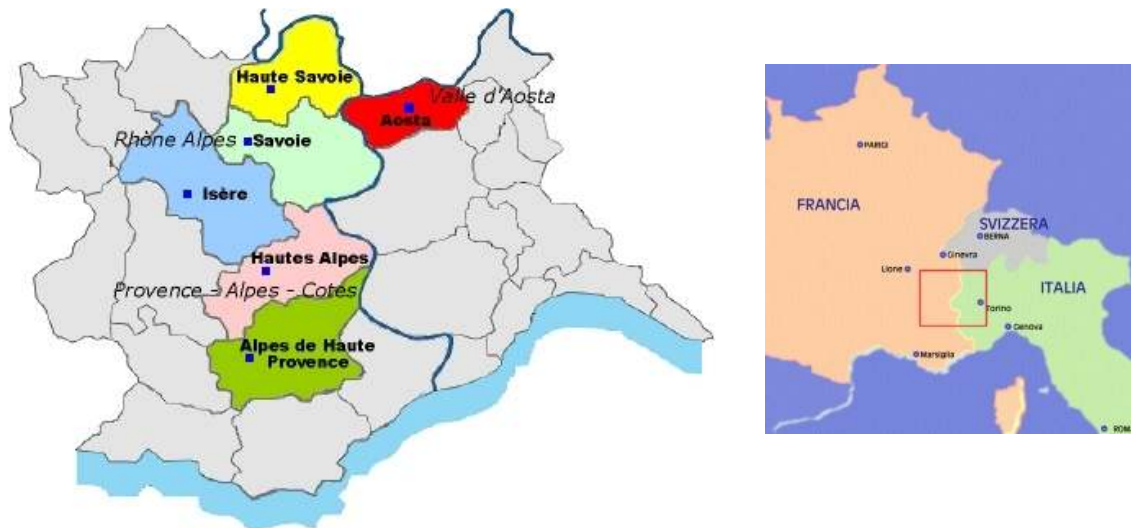 Haute Savoie
Valle d'Aosta
Aosta
Rhône Alpes
Savoie
Isère
Hautes Alpes
Provence - Alpes - Cotes
Alpes de Haute
Provence
PARIGI
FRANCIA
SVIZZERA
BERNA
Ginevra
Lione
ITALIA
Torino
Genova
Marsiglia
ROMA